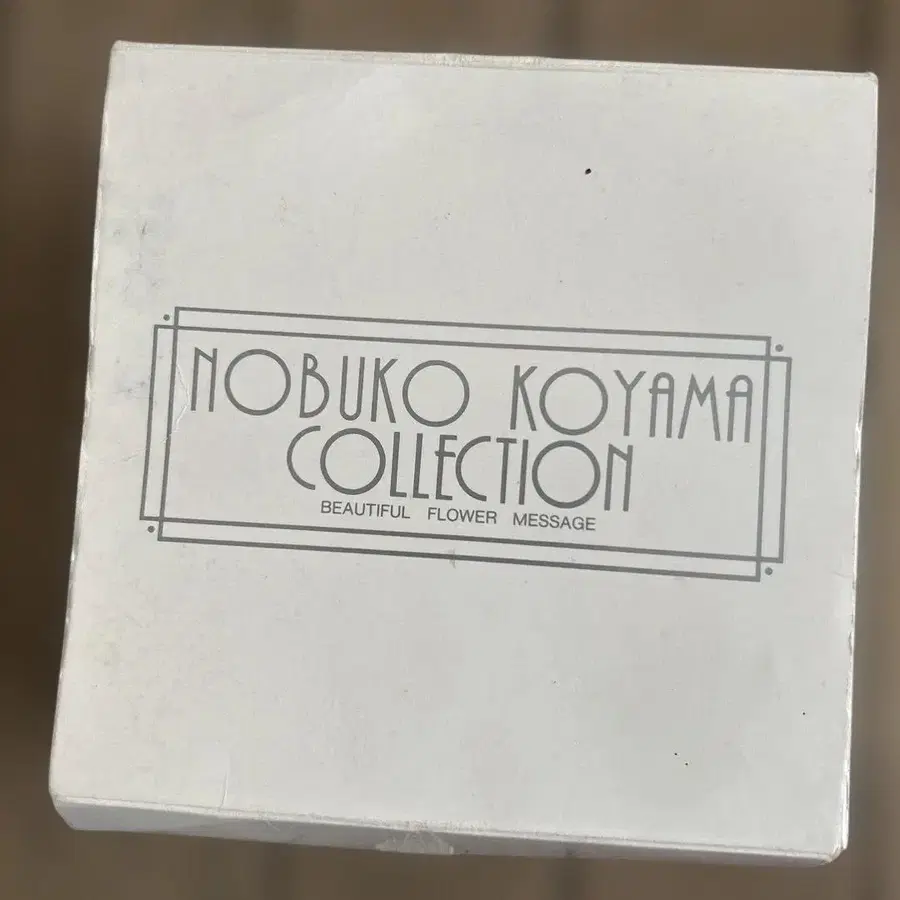 NOBUKO KOYAMA
COLLECTION
BEAUTIFUL FLOWER MESSAGE